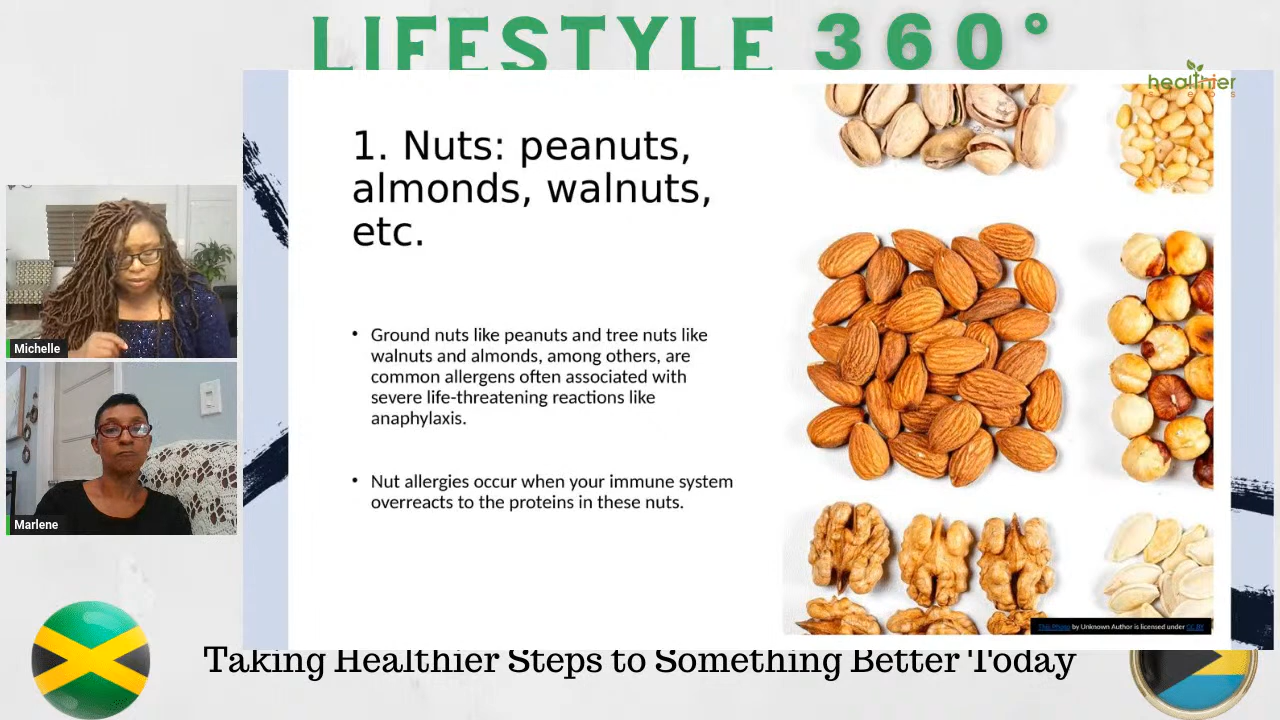 LIFESTYLE 360°
healthier
steps
1. Nuts: peanuts,
almonds, walnuts,
etc.
• Ground nuts like peanuts and tree nuts like
walnuts and almonds, among others, are
common allergens often associated with
severe life-threatening reactions like
anaphylaxis.
• Nut allergies occur when your immune system
overreacts to the proteins in these nuts.
Michelle
Marlene
This Photo by Unknown Author is licensed under CC BY
Taking Healthier Steps to Something Better Today